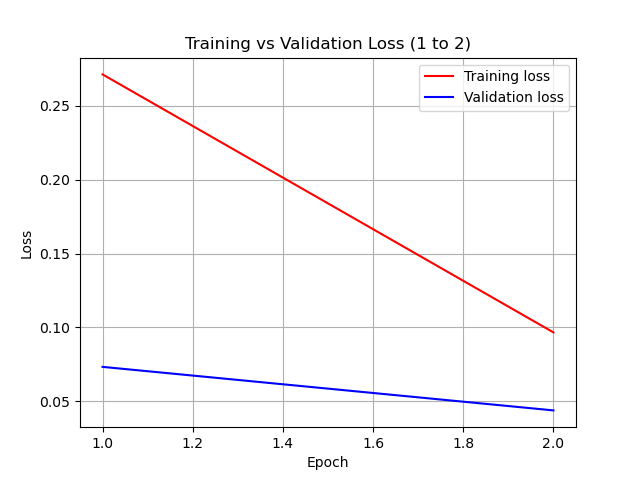 Training vs Validation Loss (1 to 2)
Training loss
Validation loss
0.25
0.20
0.15
0.10
0.05
Loss
1.0 1.2 1.4 1.6 1.8 2.0
Epoch